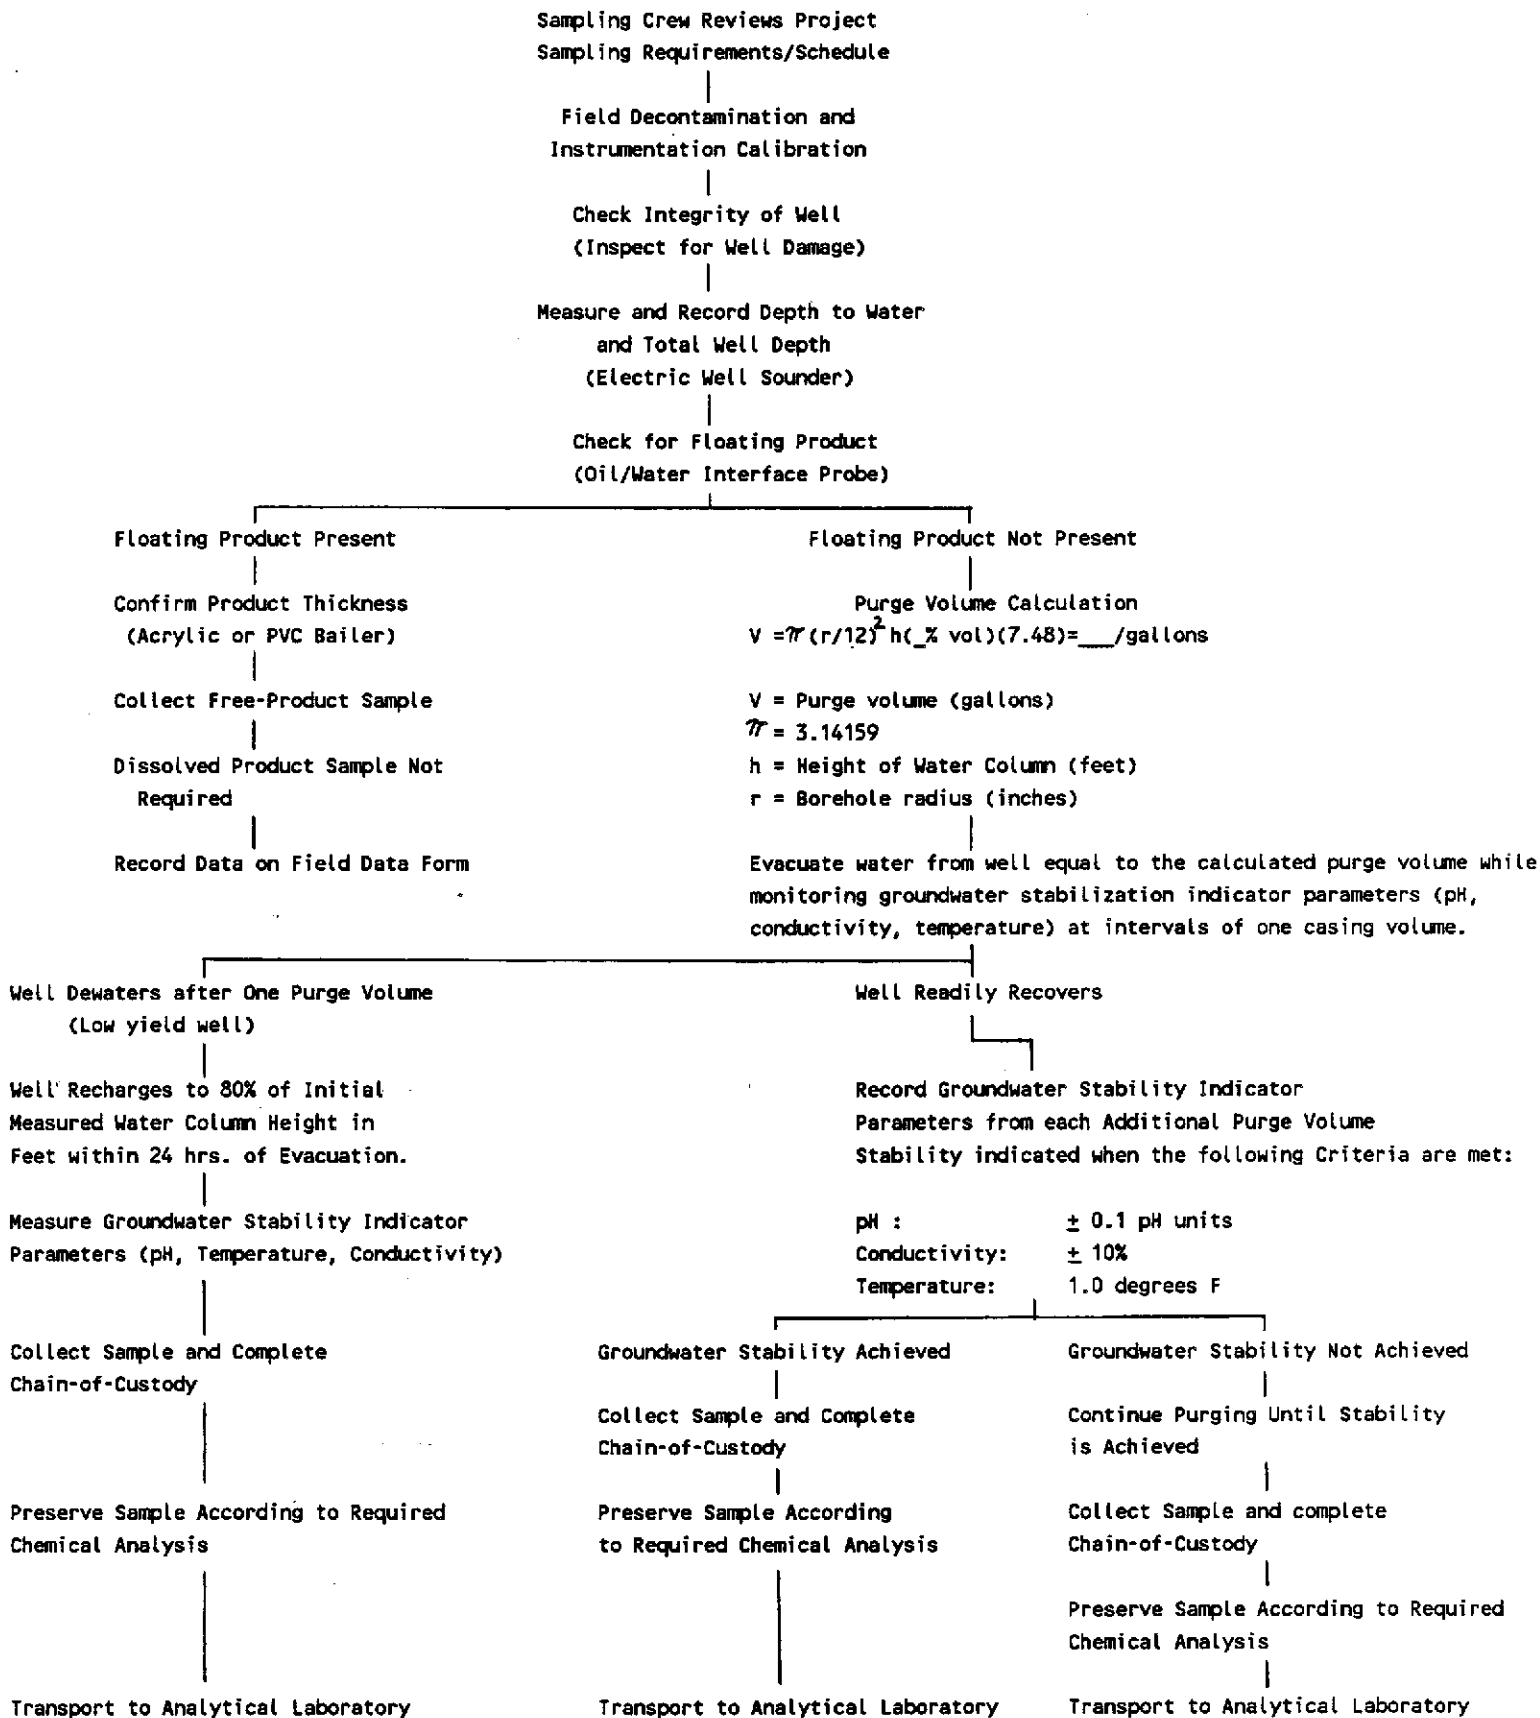 Sampling Crew Reviews Project
Sampling Requirements/Schedule
Field Decontamination and
Instrumentation Calibration
Check Integrity of Well
(Inspect for Well Damage)
Measure and Record Depth to Water
and Total Well Depth
(Electric Well Sounder)
Check for Floating Product
(Oil/Water Interface Probe)
Floating Product Present
Confirm Product Thickness
(Acrylic or PVC Bailer)
Collect Free-Product Sample
Dissolved Product Sample Not
Required
Record Data on Field Data Form
Floating Product Not Present
Purge Volume Calculation
V =π(r/12)² h(_% vol)(7.48)=___/gallons
V = Purge volume (gallons)
π = 3.14159
h = Height of Water Column (feet)
r = Borehole radius (inches)
Evacuate water from well equal to the calculated purge volume while
monitoring groundwater stabilization indicator parameters (pH,
conductivity, temperature) at intervals of one casing volume.
Well Dewaters after One Purge Volume
(Low yield well)
Well Recharges to 80% of Initial
Measured Water Column Height in
Feet within 24 hrs. of Evacuation.
Measure Groundwater Stability Indicator
Parameters (pH, Temperature, Conductivity)
Collect Sample and Complete
Chain-of-Custody
Preserve Sample According to Required
Chemical Analysis
Transport to Analytical Laboratory
Well Readily Recovers
Record Groundwater Stability Indicator
Parameters from each Additional Purge Volume
Stability indicated when the following Criteria are met:
pH : ± 0.1 pH units
Conductivity: ± 10%
Temperature: 1.0 degrees F
Groundwater Stability Achieved
Collect Sample and Complete
Chain-of-Custody
Preserve Sample According
to Required Chemical Analysis
Transport to Analytical Laboratory
Groundwater Stability Not Achieved
Continue Purging Until Stability
is Achieved
Collect Sample and complete
Chain-of-Custody
Preserve Sample According to Required
Chemical Analysis
Transport to Analytical Laboratory